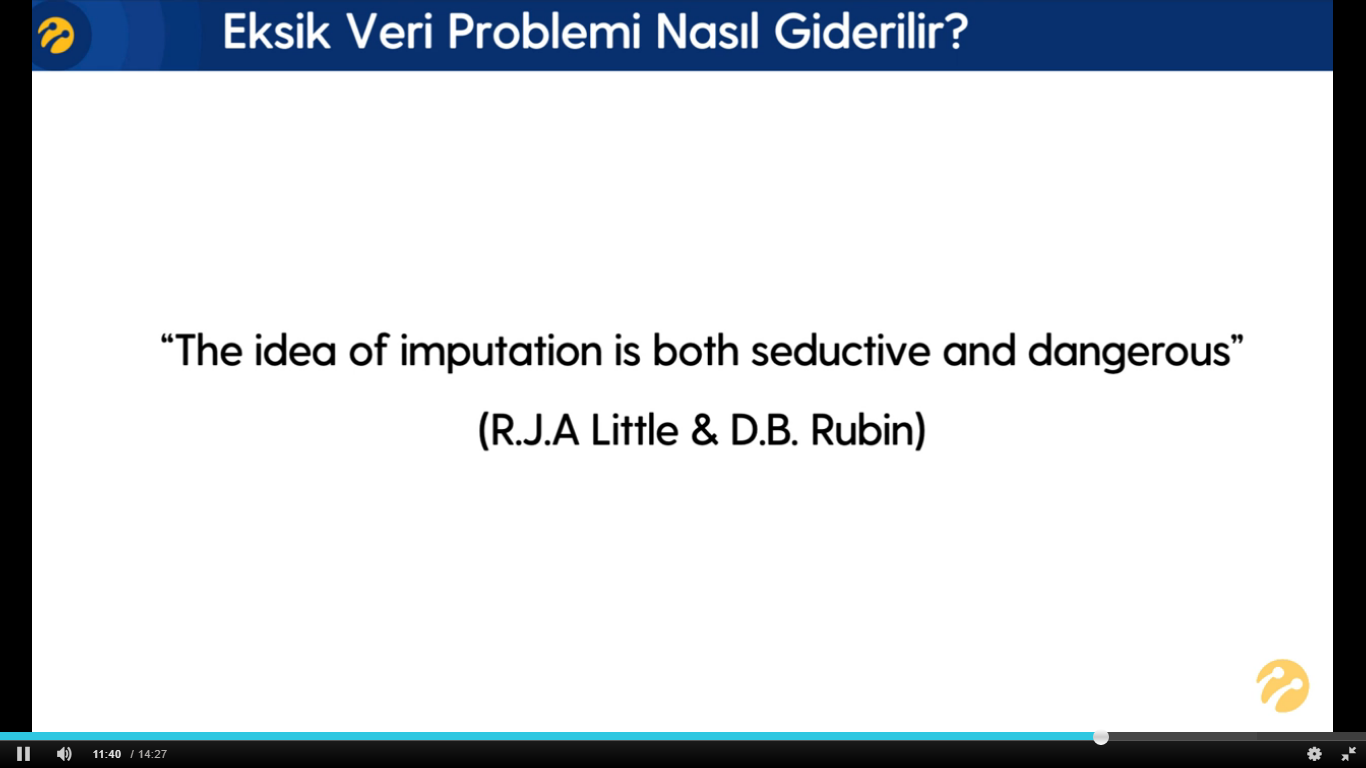 Eksik Veri Problemi Nasıl Giderilir?
“The idea of imputation is both seductive and dangerous”
(R.J.A Little & D.B. Rubin)
11:40 / 14:27